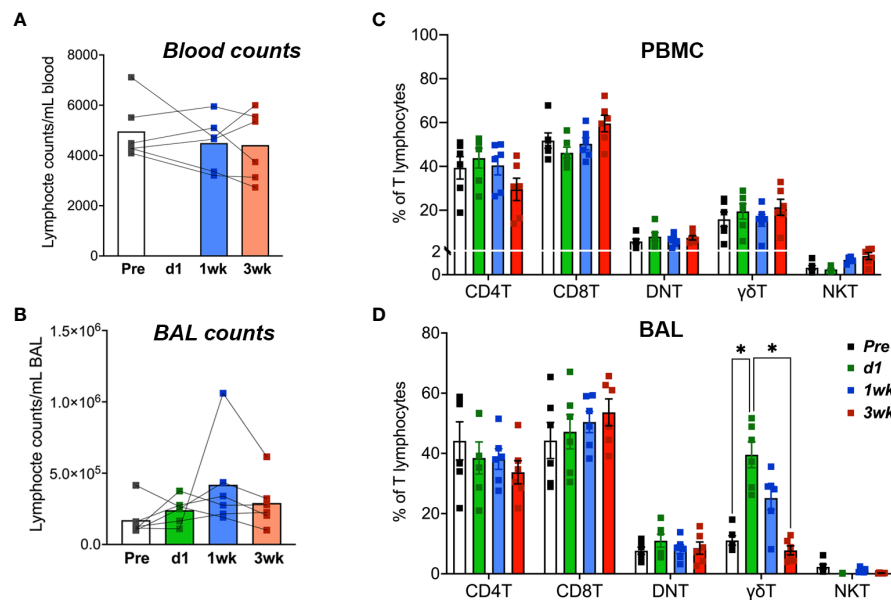 A
Blood counts
Lymphocte counts/mL blood
8000
6000
4000
2000
0
Pre d1 1wk 3wk
B
BAL counts
Lymphocte counts/mL BAL
1.5×10⁶
1.0×10⁶
5.0×10⁵
0.0
Pre d1 1wk 3wk
C
PBMC
% of T lymphocytes
100
80
60
40
20
2
0
CD4T CD8T DNT γδT NKT
D
BAL
% of T lymphocytes
80
60
40
20
0
* *
Pre
d1
1wk
3wk
CD4T CD8T DNT γδT NKT